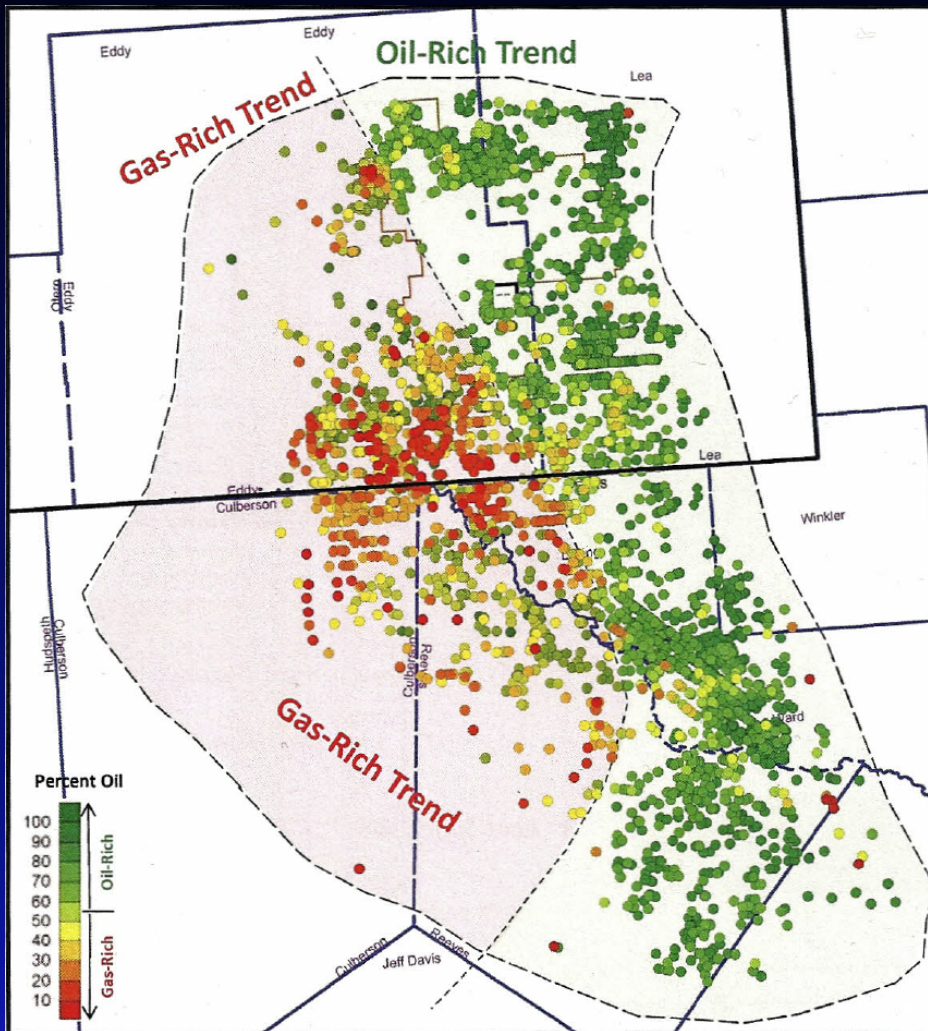 Eddy
Eddy
Oil-Rich Trend
Lea
Gas-Rich Trend
Eddy
Otero
Lea
Eddy
Culberson
Winkler
Hudspeth
Culberson
Culberson
Reeves
Gas-Rich Trend
Ward
Percent Oil
100
90
80
70
60
50
40
30
20
10
Oil-Rich
Gas-Rich
Culberson
Reeves
Jeff Davis